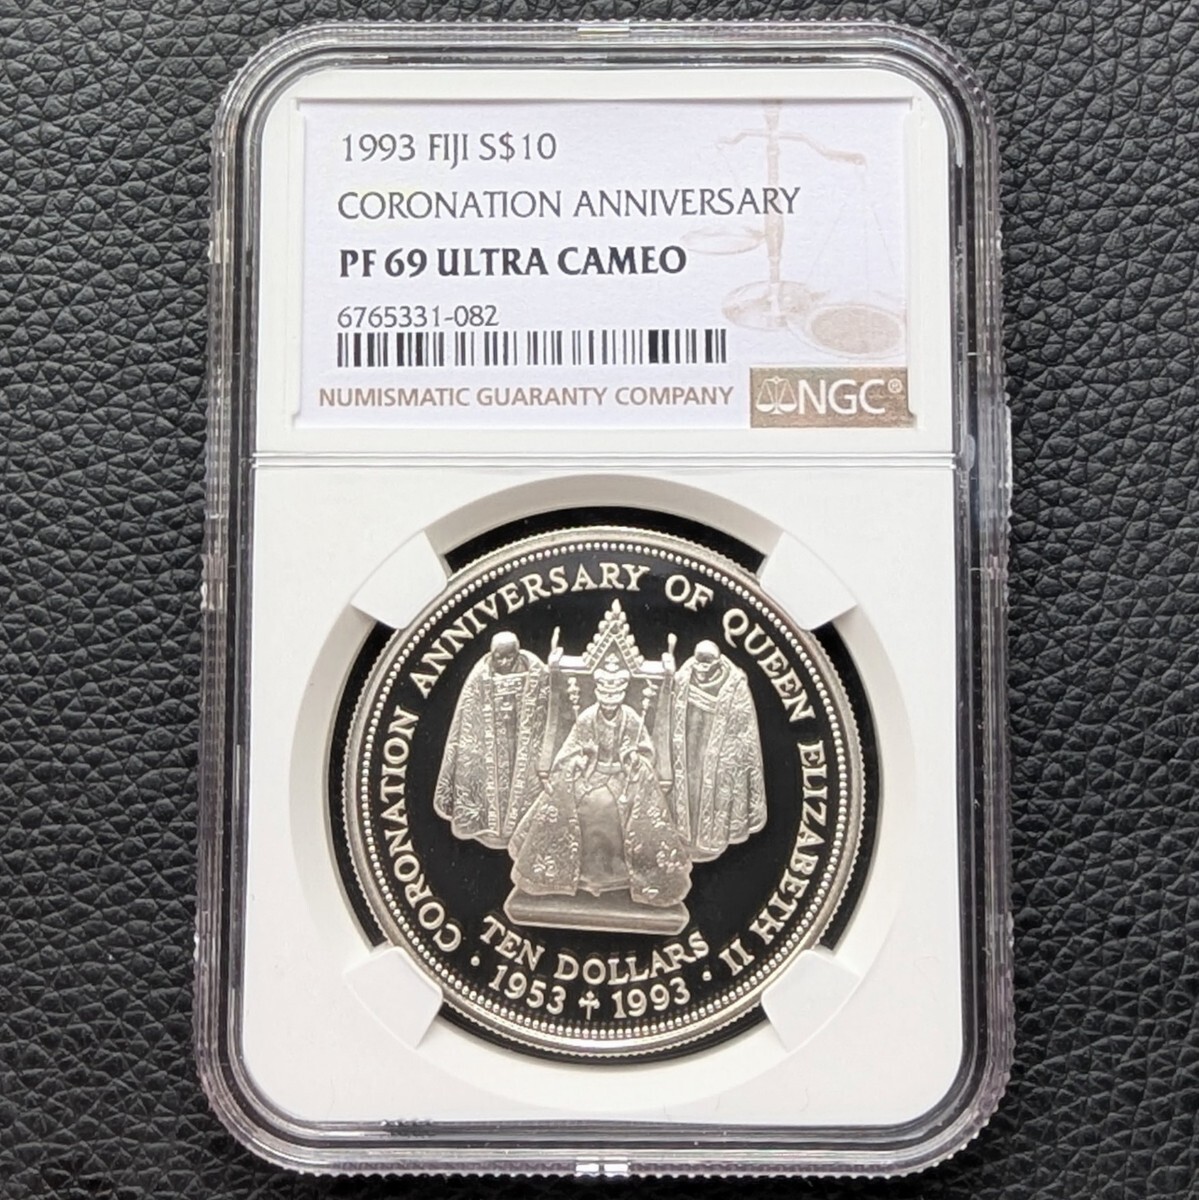 1993 FIJI S$10
CORONATION ANNIVERSARY
PF 69 ULTRA CAMEO
6765331-082
NUMISMATIC GUARANTY COMPANY
NGC®
CORONATION ANNIVERSARY OF QUEEN ELIZABETH II
TEN DOLLARS
· 1953 ✝ 1993 ·